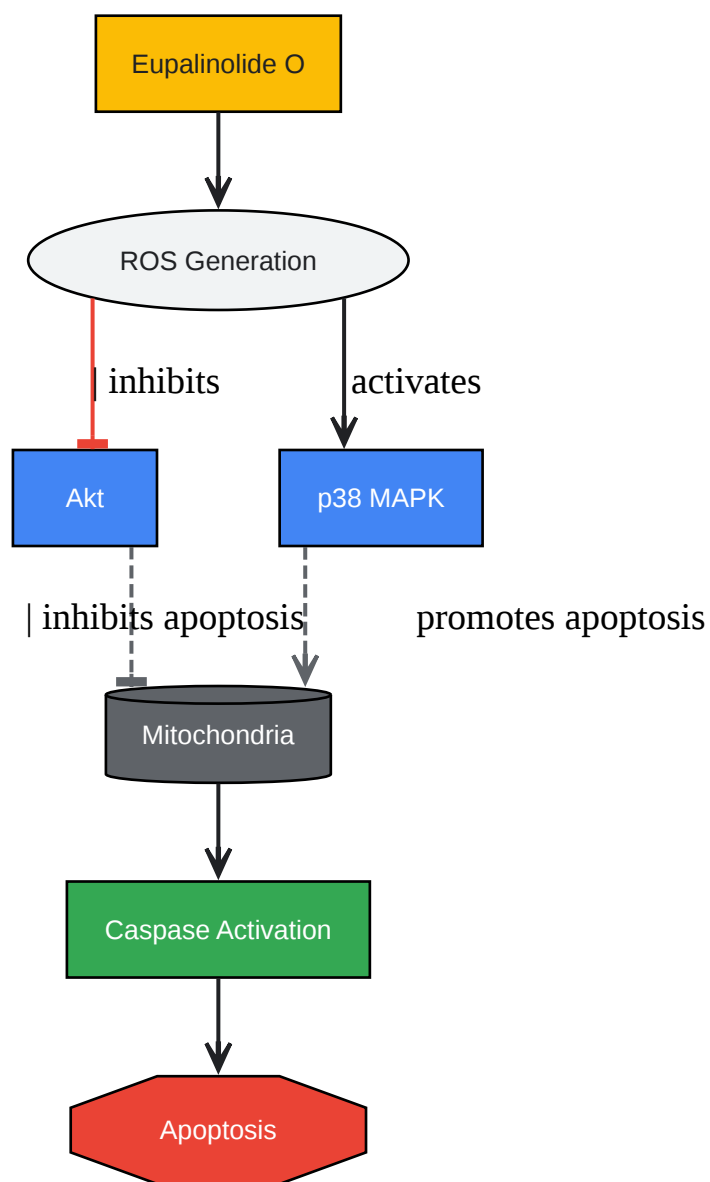 Eupalinolide O
ROS Generation
| inhibits
activates
Akt
p38 MAPK
| inhibits apoptosis
promotes apoptosis
Mitochondria
Caspase Activation
Apoptosis